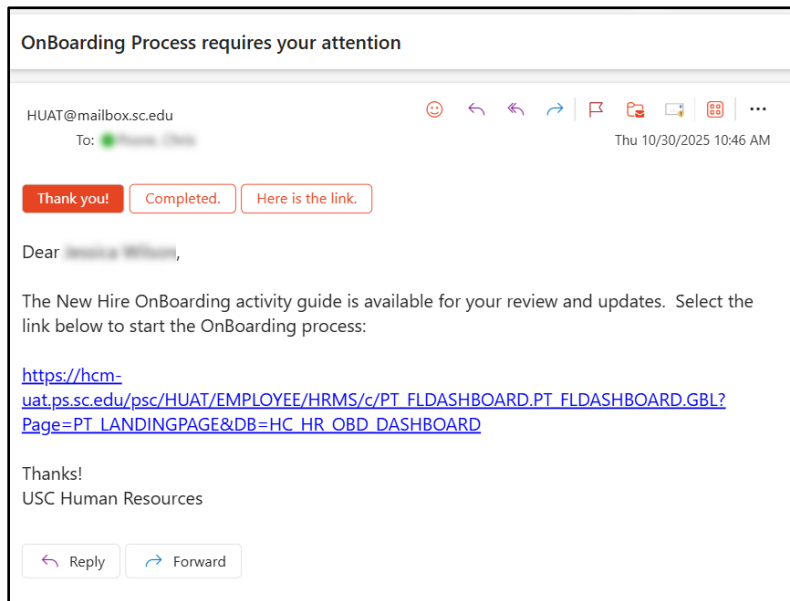 OnBoarding Process requires your attention
HUAT@mailbox.sc.edu
To:
Thu 10/30/2025 10:46 AM
Thank you! Completed. Here is the link.
Dear ,
The New Hire OnBoarding activity guide is available for your review and updates. Select the
link below to start the OnBoarding process:
https://hcm-
uat.ps.sc.edu/psc/HUAT/EMPLOYEE/HRMS/c/PT_FLDASHBOARD.PT_FLDASHBOARD.GBL?
Page=PT_LANDINGPAGE&DB=HC_HR_OBD_DASHBOARD
Thanks!
USC Human Resources
Reply Forward